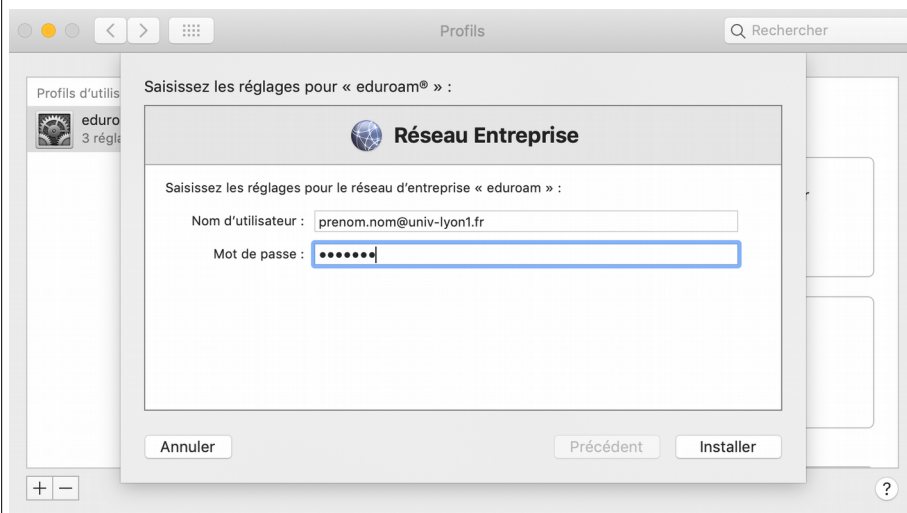 Profils
Rechercher
Profils d'utilis
eduro
3 régla
Saisissez les réglages pour « eduroam® » :
Réseau Entreprise
Saisissez les réglages pour le réseau d'entreprise « eduroam » :
Nom d'utilisateur : prenom.nom@univ-lyon1.fr
Mot de passe : •••••••
Annuler
Précédent
Installer
?